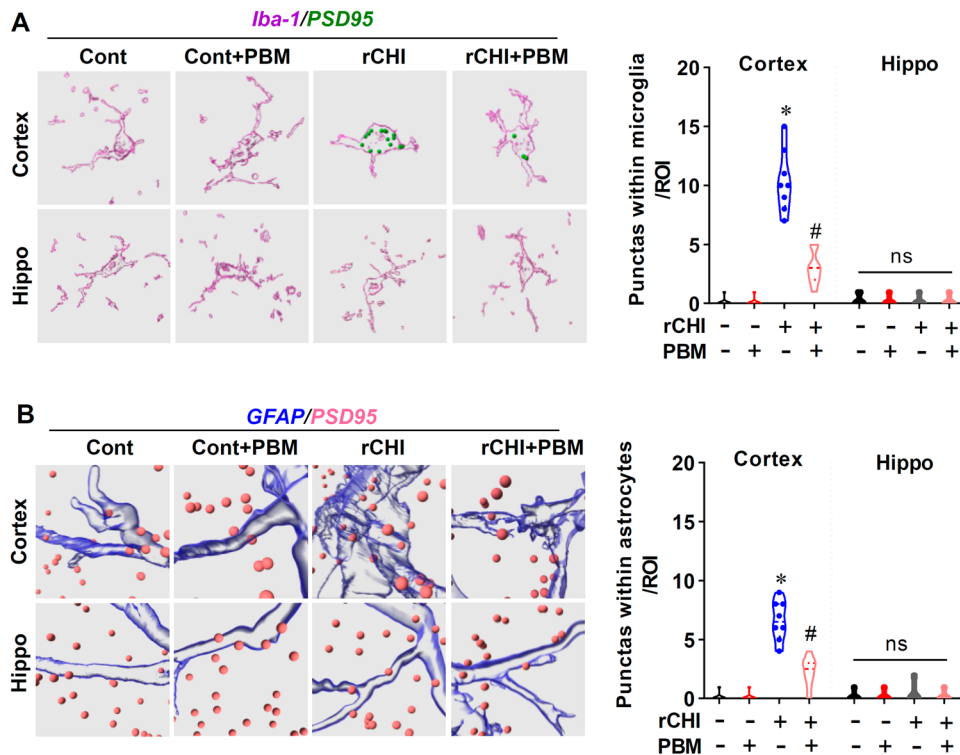 A
Iba-1/PSD95
Cont Cont+PBM rCHI rCHI+PBM
Cortex
Hippo
Punctas within microglia
/ROI
20
15
10
5
0
Cortex Hippo
*
#
ns
rCHI - - + + - - + +
PBM - + - + - + - +
B
GFAP/PSD95
Cont Cont+PBM rCHI rCHI+PBM
Cortex
Hippo
Punctas within astrocytes
/ROI
20
15
10
5
0
Cortex Hippo
*
#
ns
rCHI - - + + - - + +
PBM - + - + - + - +